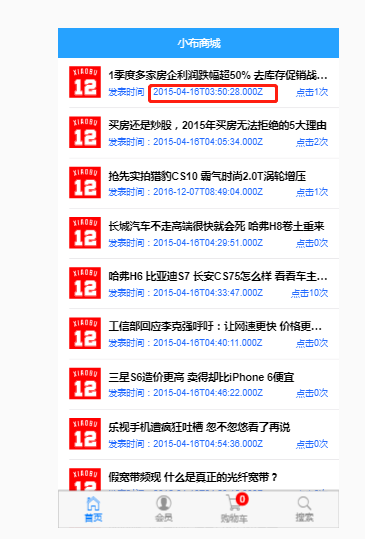 小布商城
XIAOBU
12
1季度多家房企利润跌幅超50% 去库存促销战...
发表时间：2015-04-16T03:50:28.000Z 点击1次
XIAOBU
12
买房还是炒股，2015年买房无法拒绝的5大理由
发表时间：2015-04-16T04:05:34.000Z 点击2次
XIAOBU
12
抢先实拍猎豹CS10 霸气时尚2.0T涡轮增压
发表时间：2016-12-07T08:49:04.000Z 点击1次
XIAOBU
12
长城汽车不走高端很快就会死 哈弗H8卷土重来
发表时间：2015-04-16T04:29:51.000Z 点击0次
XIAOBU
12
哈弗H6 比亚迪S7 长安CS75怎么样 看看车主...
发表时间：2015-04-16T04:33:47.000Z 点击10次
XIAOBU
12
工信部回应李克强呼吁：让网速更快 价格更...
发表时间：2015-04-16T04:40:11.000Z 点击0次
XIAOBU
12
三星S6造价更高 卖得却比iPhone 6便宜
发表时间：2015-04-16T04:46:22.000Z 点击0次
XIAOBU
12
乐视手机遭疯狂吐槽 忽不忽悠看了再说
发表时间：2015-04-16T04:54:36.000Z 点击0次
XIAOBU
12
假宽带频现 什么是真正的光纤宽带？
首页 会员 0 购物车 搜索